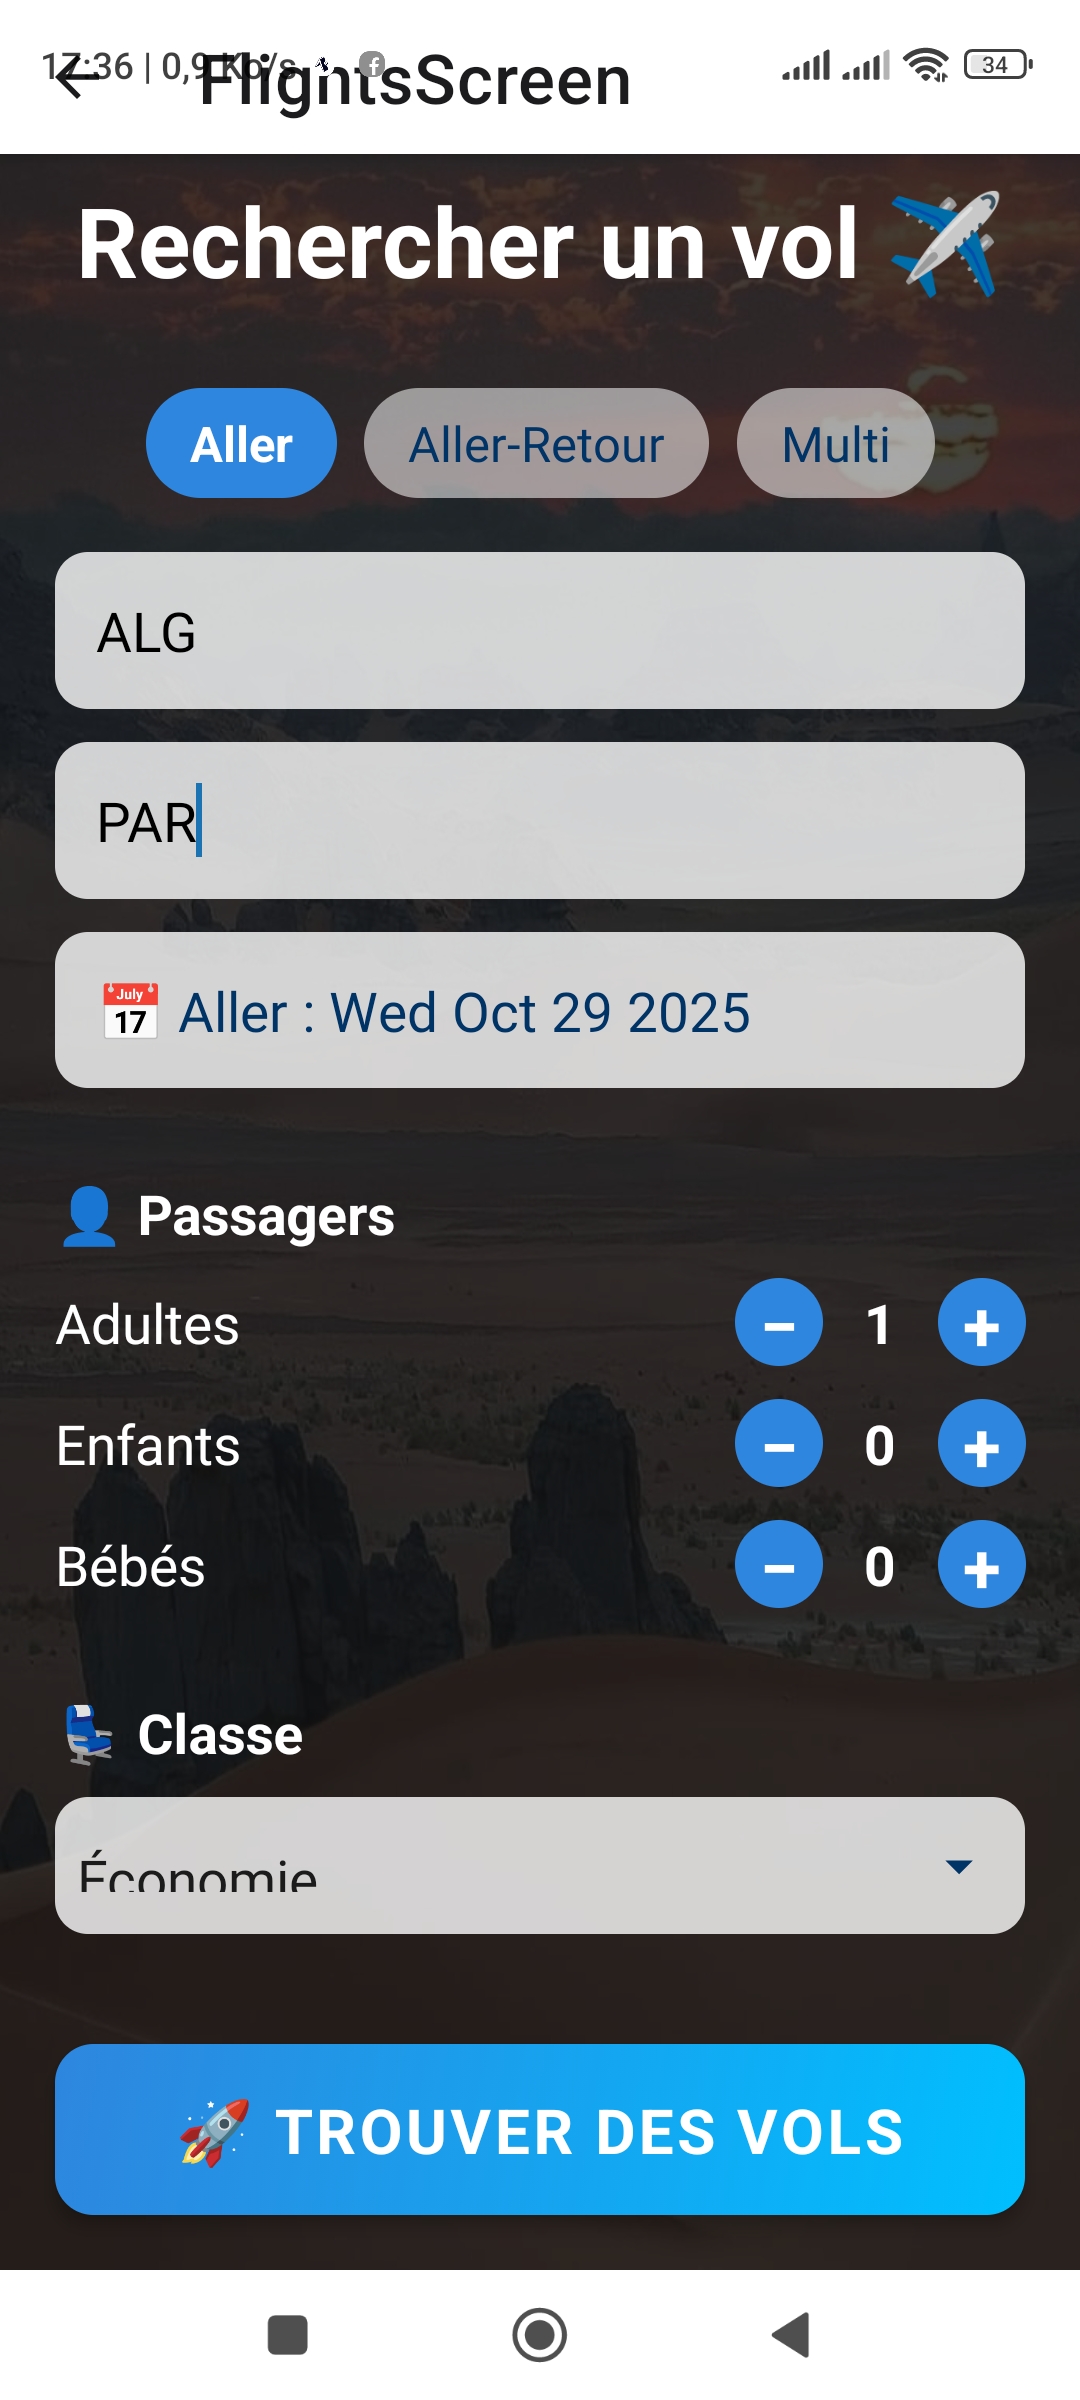 17:36 | 0,9 Ko/s
34
FlightsScreen
Rechercher un vol
Aller
Aller-Retour
Multi
ALG
PAR
July
17
Aller : Wed Oct 29 2025
Passagers
Adultes
− 1 +
Enfants
− 0 +
Bébés
− 0 +
Classe
Économie
TROUVER DES VOLS